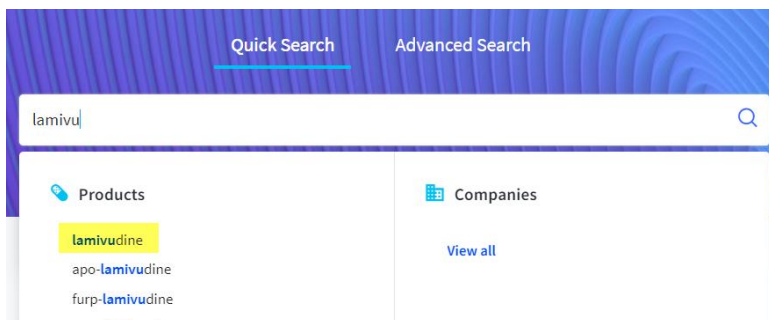 Quick Search Advanced Search
lamivu
Products
lamivudine
apo-lamivudine
furp-lamivudine
Companies
View all